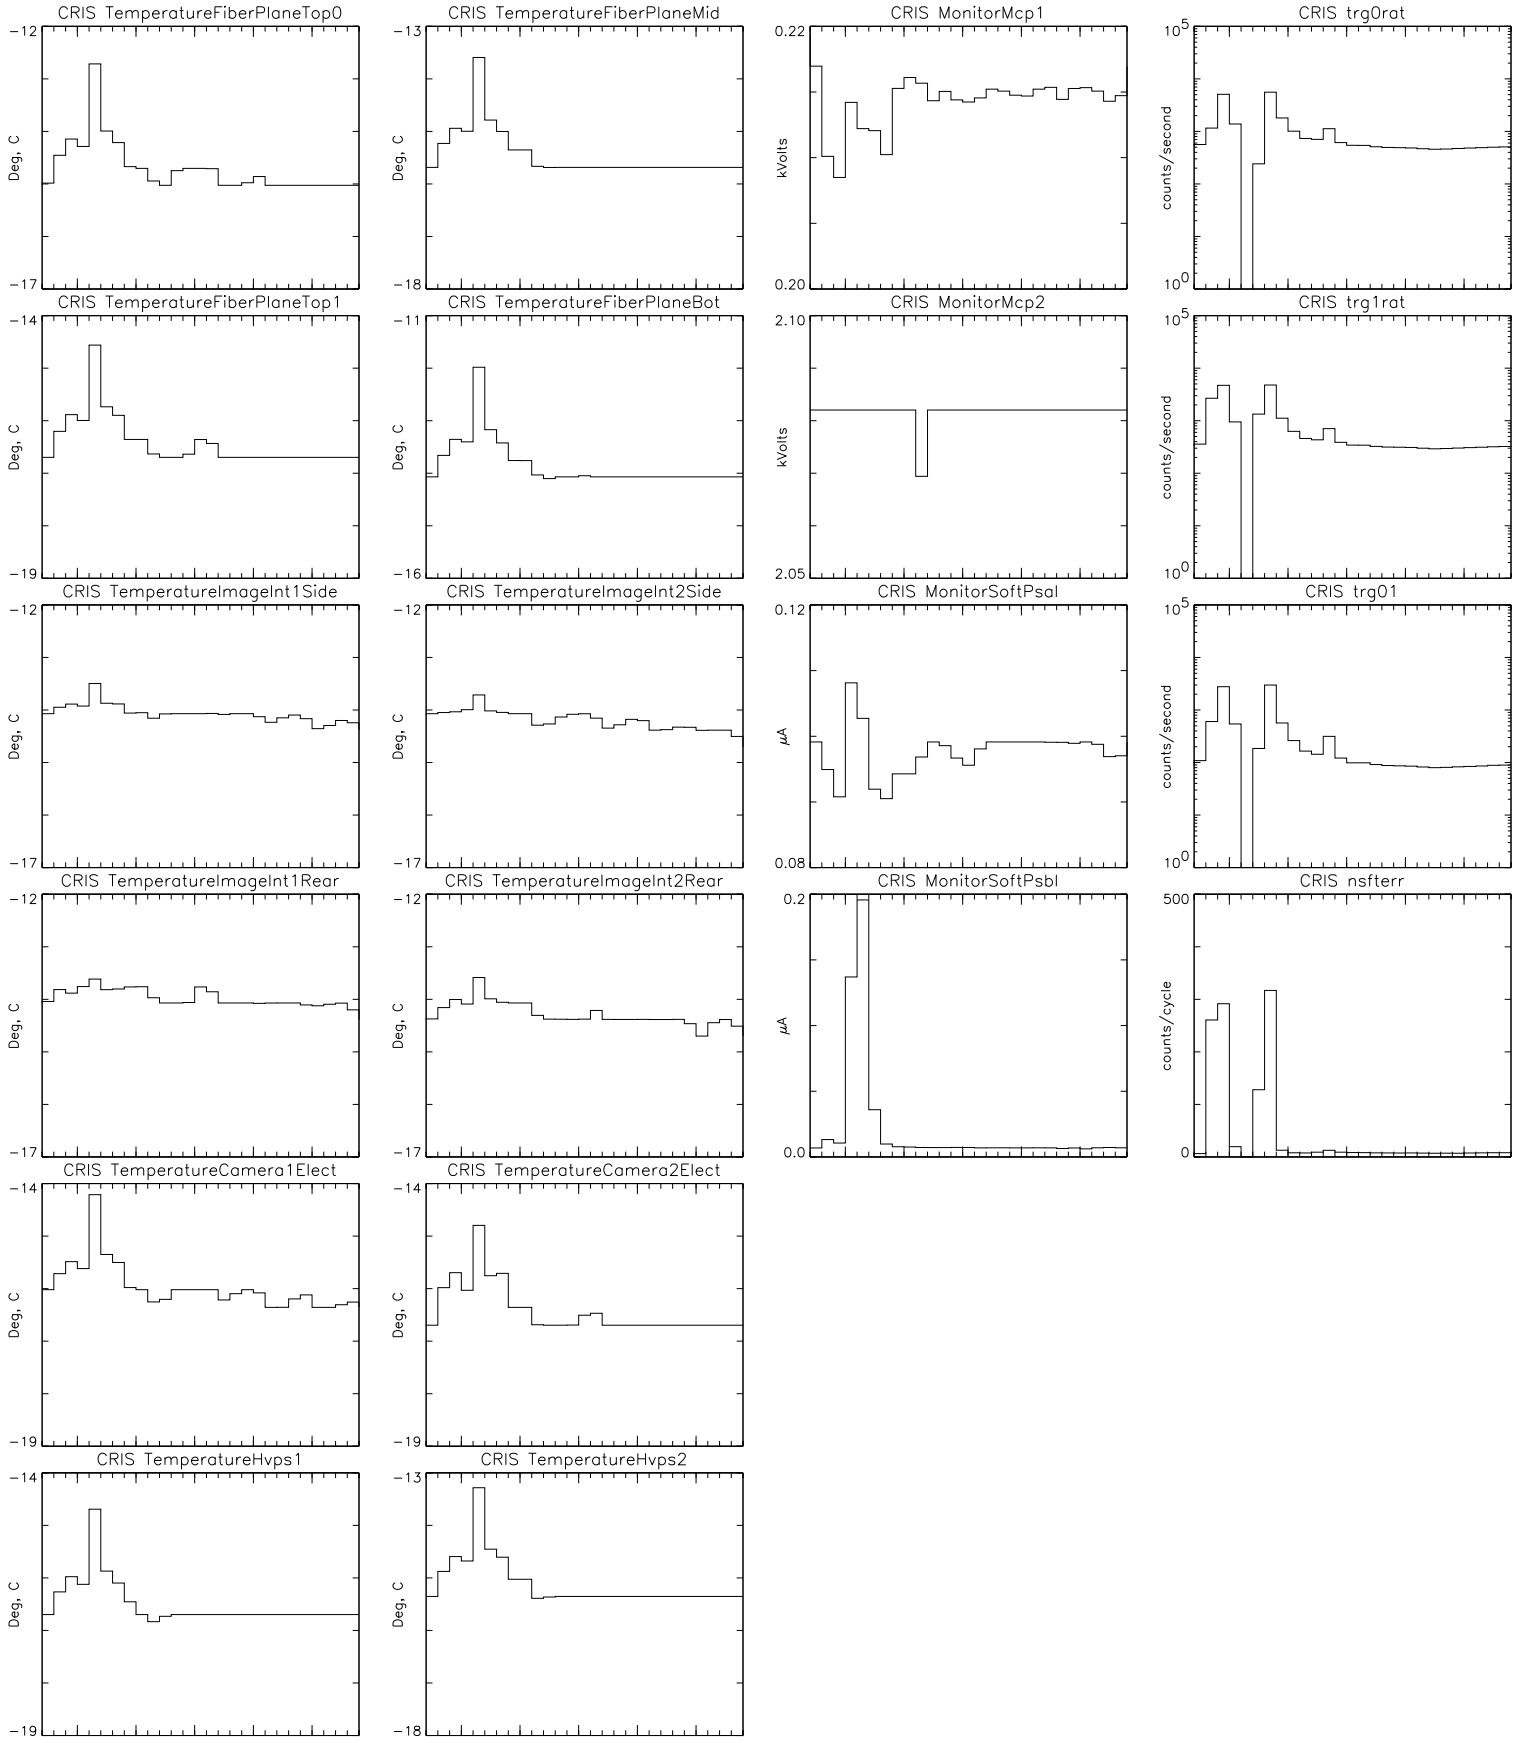 CRIS TemperatureFiberPlaneTop0
-12
Deg, C
-17
CRIS TemperatureFiberPlaneMid
-13
Deg, C
-18
CRIS MonitorMcp1
0.22
kVolts
0.20
CRIS trg0rat
10^5
counts/second
10^0
CRIS TemperatureFiberPlaneTop1
-14
Deg, C
-19
CRIS TemperatureFiberPlaneBot
-11
Deg, C
-16
CRIS MonitorMcp2
2.10
kVolts
2.05
CRIS trg1rat
10^5
counts/second
10^0
CRIS TemperatureImageInt1Side
-12
Deg, C
-17
CRIS TemperatureImageInt2Side
-12
Deg, C
-17
CRIS MonitorSoftPsaI
0.12
μA
0.08
CRIS trg01
10^5
counts/second
10^0
CRIS TemperatureImageInt1Rear
-12
Deg, C
-17
CRIS TemperatureImageInt2Rear
-12
Deg, C
-17
CRIS MonitorSoftPsbI
0.2
μA
0.0
CRIS nsfterr
500
counts/cycle
0
CRIS TemperatureCamera1Elect
-14
Deg, C
-19
CRIS TemperatureCamera2Elect
-14
Deg, C
-19
CRIS TemperatureHvps1
-14
Deg, C
-19
CRIS TemperatureHvps2
-13
Deg, C
-18